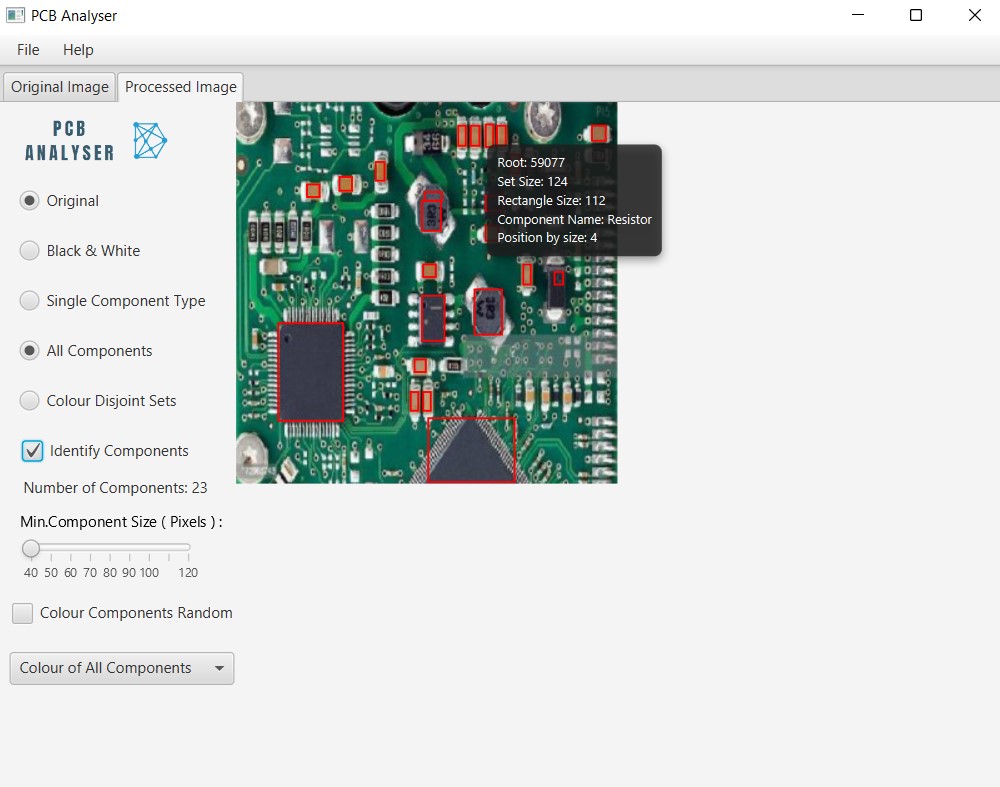 PCB Analyser
File Help
Original Image Processed Image
PCB
ANALYSER
Original
Black & White
Single Component Type
All Components
Colour Disjoint Sets
Identify Components
Number of Components: 23
Min.Component Size ( Pixels ) :
40 50 60 70 80 90 100 120
Colour Components Random
Colour of All Components
Root: 59077
Set Size: 124
Rectangle Size: 112
Component Name: Resistor
Position by size: 4
3R3
3R3